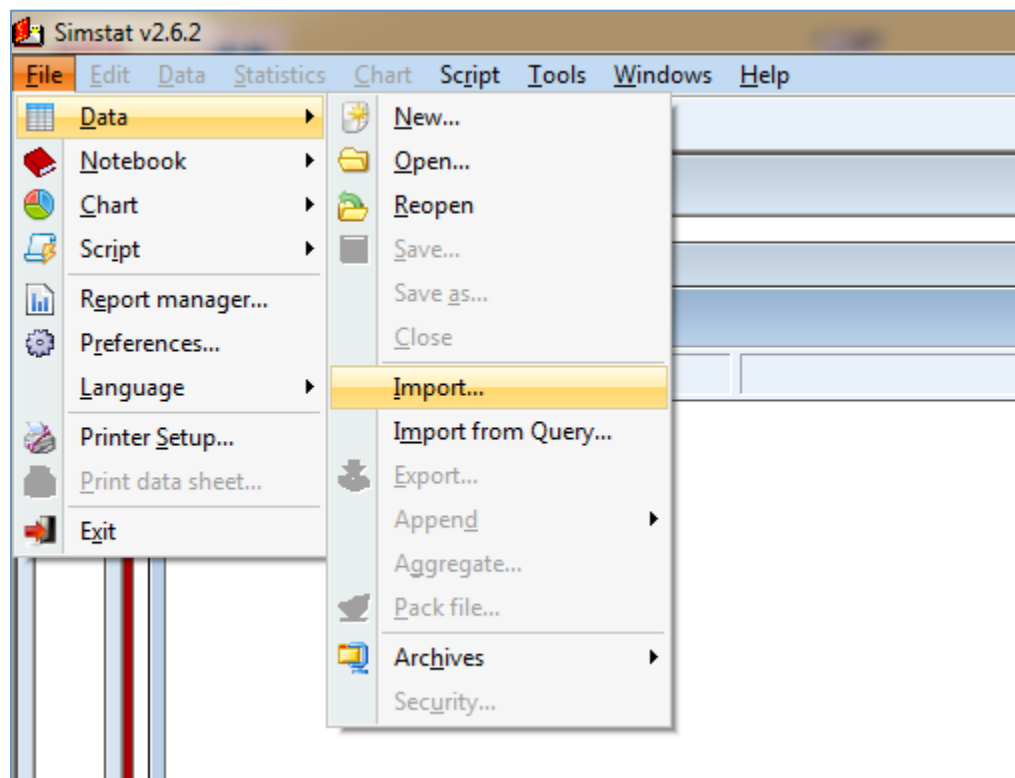 Simstat v2.6.2
File Edit Data Statistics Chart Script Tools Windows Help
Data
Notebook
Chart
Script
Report manager...
Preferences...
Language
Printer Setup...
Print data sheet...
Exit
New...
Open...
Reopen
Save...
Save as...
Close
Import...
Import from Query...
Export...
Append
Aggregate...
Pack file...
Archives
Security...